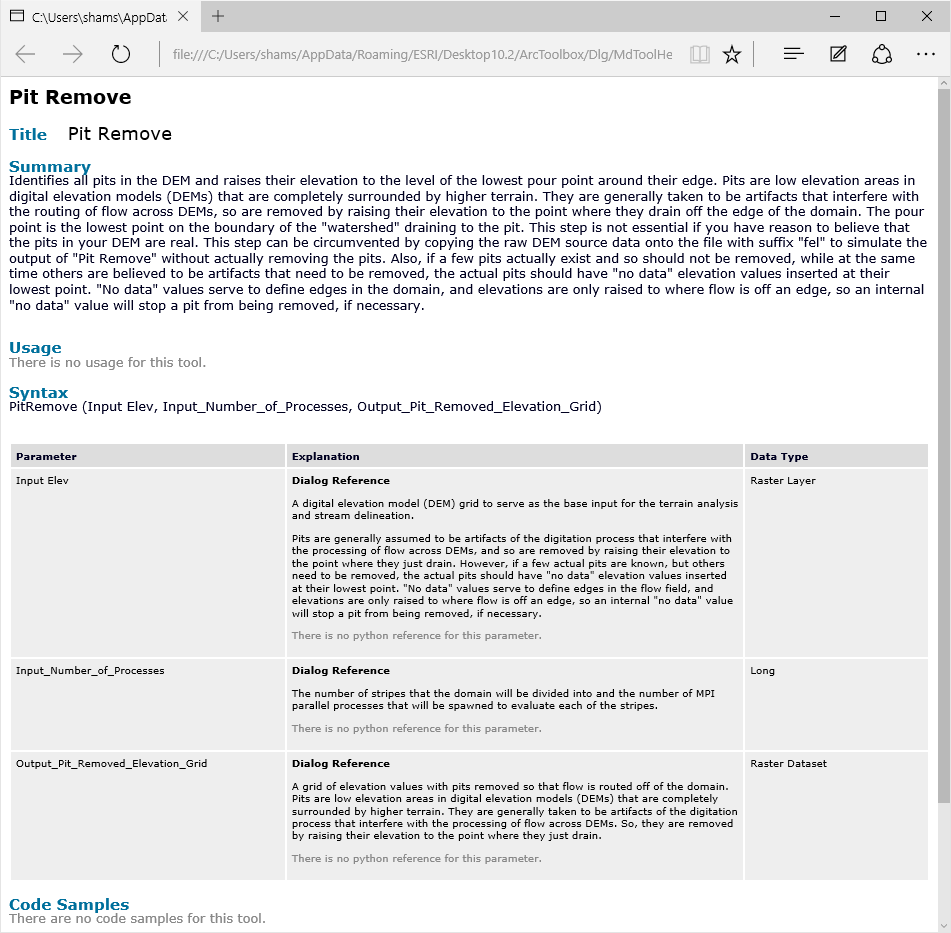 C:\Users\shams\AppDat
file:///C:/Users/shams/AppData/Roaming/ESRI/Desktop10.2/ArcToolbox/Dlg/MdToolHe
Pit Remove
Title Pit Remove
Summary
Identifies all pits in the DEM and raises their elevation to the level of the lowest pour point around their edge. Pits are low elevation areas in
digital elevation models (DEMs) that are completely surrounded by higher terrain. They are generally taken to be artifacts that interfere with
the routing of flow across DEMs, so are removed by raising their elevation to the point where they drain off the edge of the domain. The pour
point is the lowest point on the boundary of the "watershed" draining to the pit. This step is not essential if you have reason to believe that
the pits in your DEM are real. This step can be circumvented by copying the raw DEM source data onto the file with suffix "fel" to simulate the
output of "Pit Remove" without actually removing the pits. Also, if a few pits actually exist and so should not be removed, while at the same
time others are believed to be artifacts that need to be removed, the actual pits should have "no data" elevation values inserted at their
lowest point. "No data" values serve to define edges in the domain, and elevations are only raised to where flow is off an edge, so an internal
"no data" value will stop a pit from being removed, if necessary.
Usage
There is no usage for this tool.
Syntax
PitRemove (Input Elev, Input_Number_of_Processes, Output_Pit_Removed_Elevation_Grid)
Parameter Explanation Data Type
Input Elev Dialog Reference Raster Layer
A digital elevation model (DEM) grid to serve as the base input for the terrain analysis
and stream delineation.
Pits are generally assumed to be artifacts of the digitation process that interfere with
the processing of flow across DEMs, and so are removed by raising their elevation to
the point where they just drain. However, if a few actual pits are known, but others
need to be removed, the actual pits should have "no data" elevation values inserted
at their lowest point. "No data" values serve to define edges in the flow field, and
elevations are only raised to where flow is off an edge, so an internal "no data" value
will stop a pit from being removed, if necessary.
There is no python reference for this parameter.
Input_Number_of_Processes Dialog Reference Long
The number of stripes that the domain will be divided into and the number of MPI
parallel processes that will be spawned to evaluate each of the stripes.
There is no python reference for this parameter.
Output_Pit_Removed_Elevation_Grid Dialog Reference Raster Dataset
A grid of elevation values with pits removed so that flow is routed off of the domain.
Pits are low elevation areas in digital elevation models (DEMs) that are completely
surrounded by higher terrain. They are generally taken to be artifacts of the digitation
process that interfere with the processing of flow across DEMs. So, they are removed
by raising their elevation to the point where they just drain.
There is no python reference for this parameter.
Code Samples
There are no code samples for this tool.